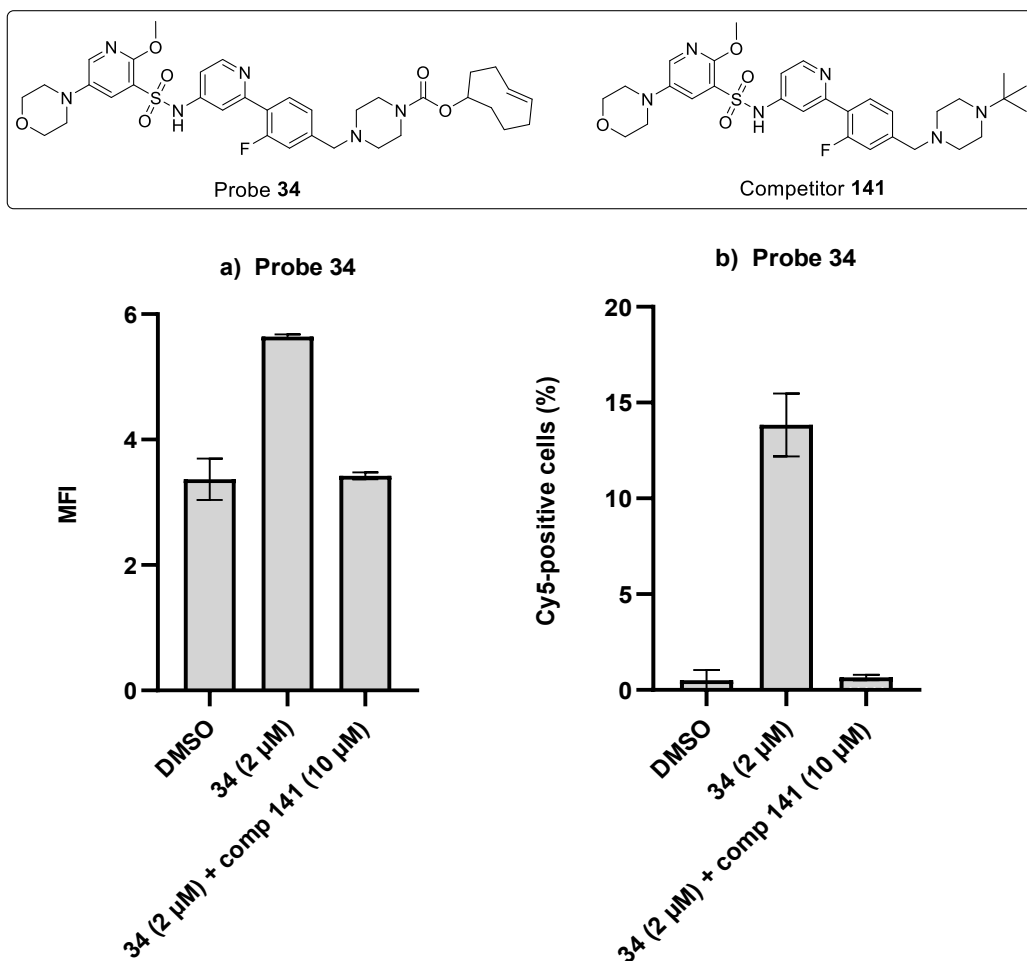 N
O
N
O
O
S
O
N
H
N
F
N
N
O
O
Probe 34
N
O
N
O
O
S
O
N
H
N
F
N
N
Competitor 141
a) Probe 34
MFI
6
4
2
0
DMSO
34 (2 µM)
34 (2 µM) + comp 141 (10 µM)
b) Probe 34
Cy5-positive cells (%)
20
15
10
5
0
DMSO
34 (2 µM)
34 (2 µM) + comp 141 (10 µM)